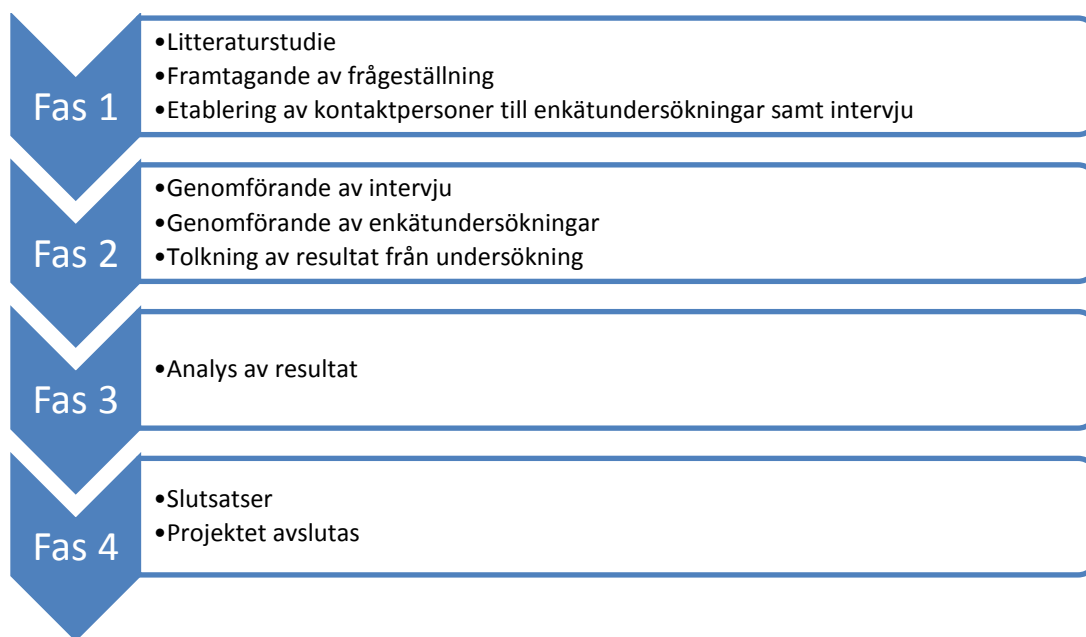 Fas 1
•Litteraturstudie
•Framtagande av frågeställning
•Etablering av kontaktpersoner till enkätundersökningar samt intervju
Fas 2
•Genomförande av intervju
•Genomförande av enkätundersökningar
•Tolkning av resultat från undersökning
Fas 3
•Analys av resultat
Fas 4
•Slutsatser
•Projektet avslutas